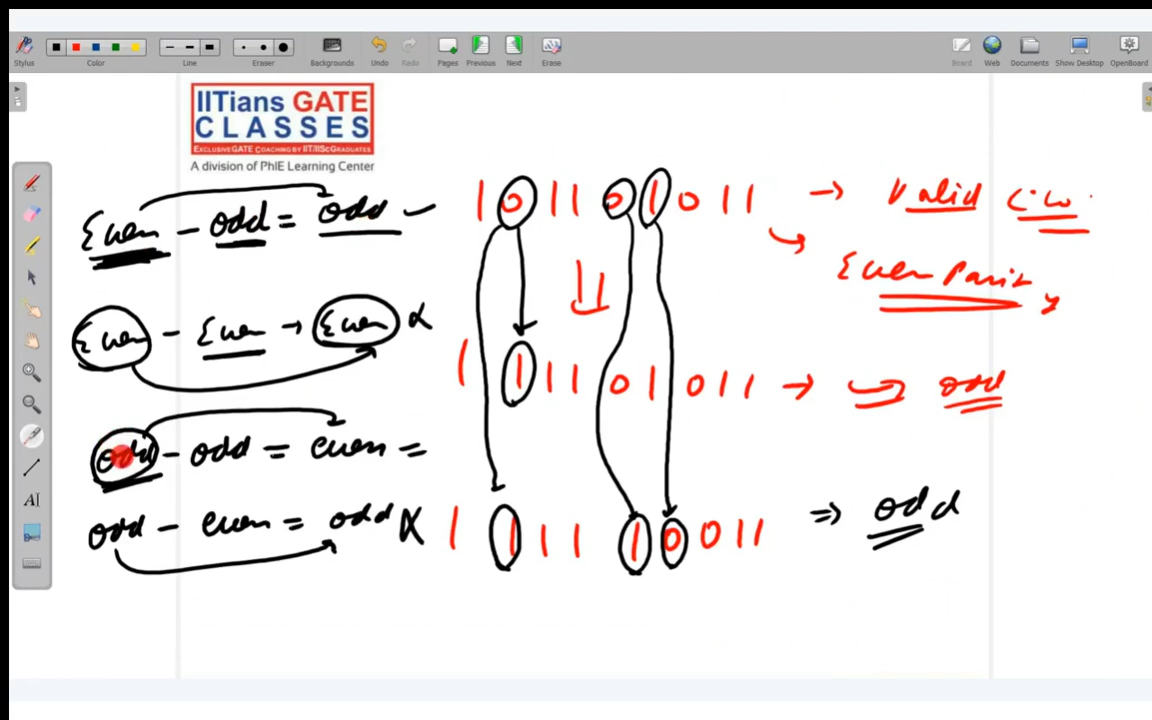 Stylus
Color
Line
Eraser
Backgrounds
Undo
Redo
Pages
Previous
Next
Erase
Board
Web
Documents
Show Desktop
OpenBoard
IITians GATE
CLASSES
EXCLUSIVE GATE COACHING BY IIT/IISc GRADUATES
A division of PhIE Learning Center
Even - odd = odd -
1 0 1 1 0 1 0 1 1 → Valid C.W.
Even Parity
Even - Even → Even x
1 1 1 1 0 1 0 1 1 → odd
odd - odd = even =
odd - even = odd x
1 1 1 1 1 0 0 1 1 ⇒ odd